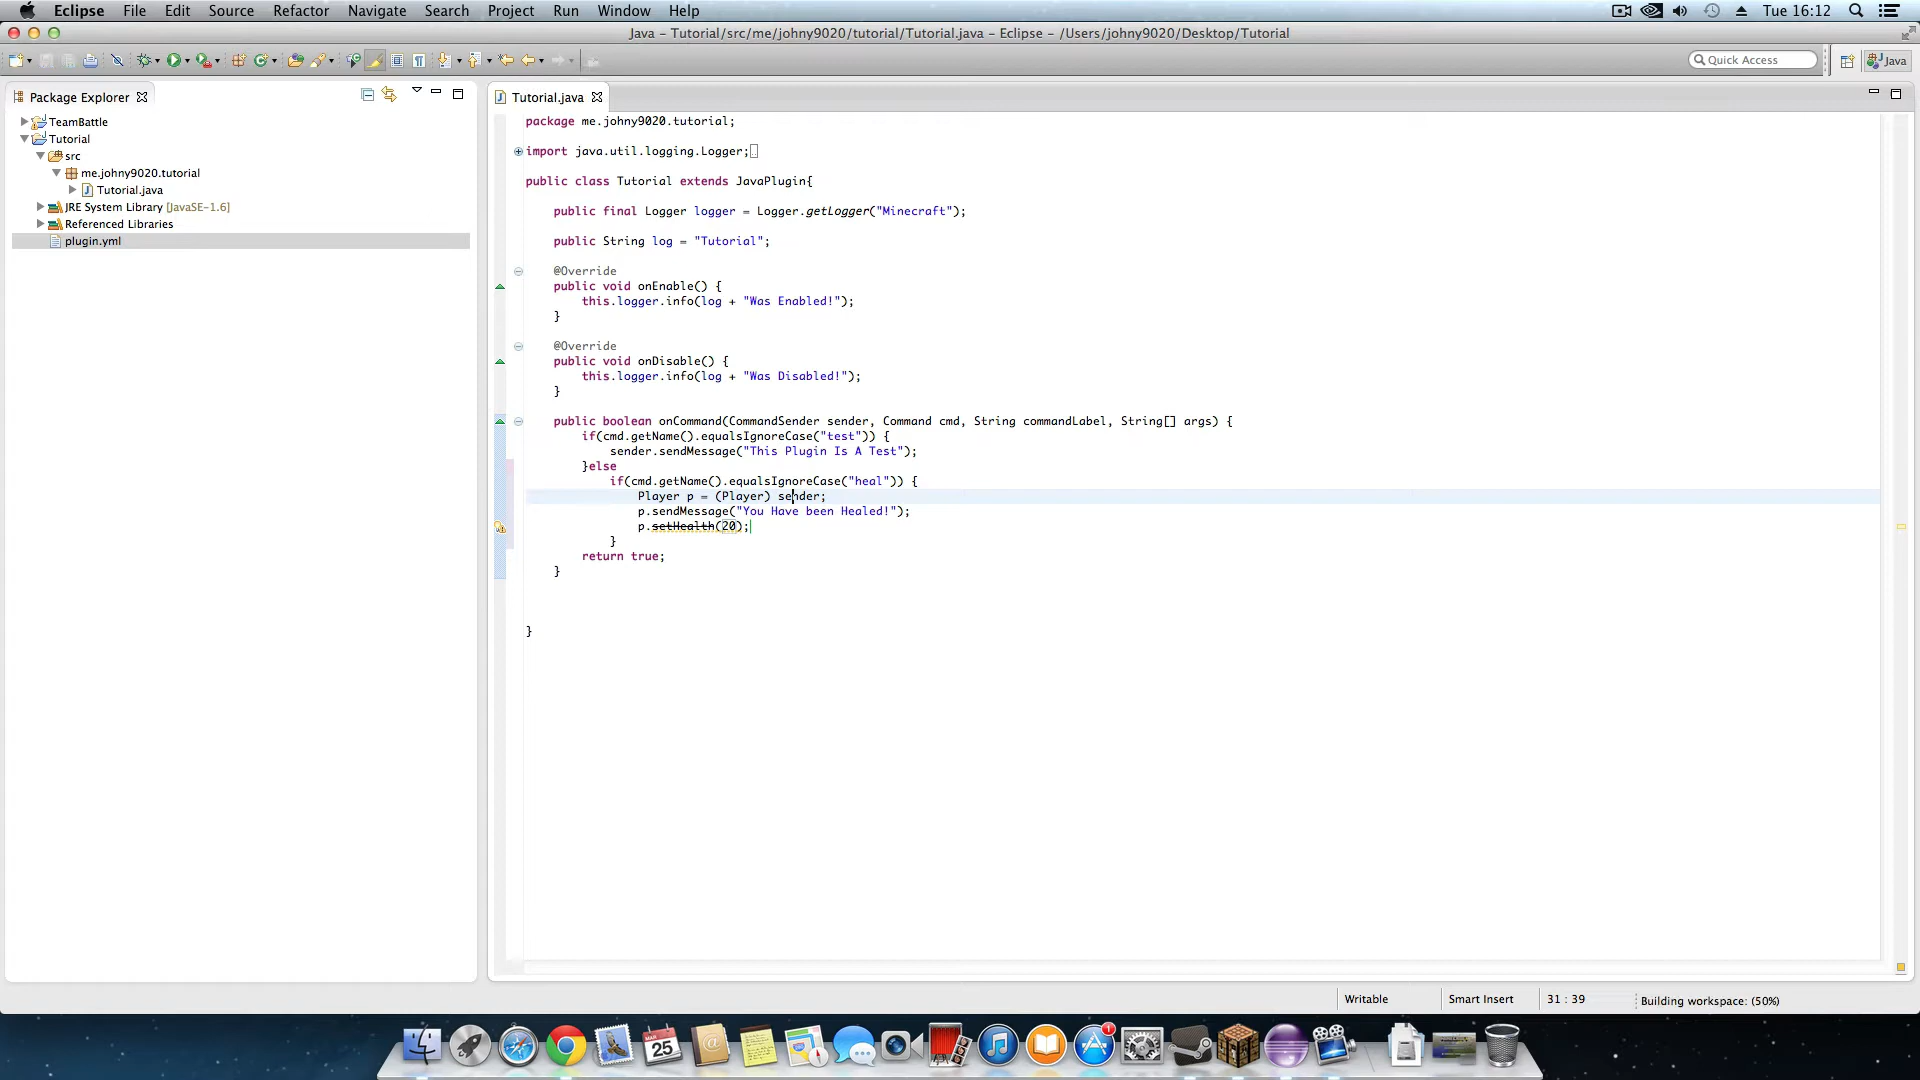 Eclipse File Edit Source Refactor Navigate Search Project Run Window Help Tue 16:12
Java – Tutorial/src/me/johny9020/tutorial/Tutorial.java – Eclipse – /Users/johny9020/Desktop/Tutorial
Quick Access Java
Package Explorer
TeamBattle
Tutorial
src
me.johny9020.tutorial
Tutorial.java
JRE System Library [JavaSE-1.6]
Referenced Libraries
plugin.yml
Tutorial.java
package me.johny9020.tutorial;
import java.util.logging.Logger;
public class Tutorial extends JavaPlugin{
public final Logger logger = Logger.getLogger("Minecraft");
public String log = "Tutorial";
@Override
public void onEnable() {
this.logger.info(log + "Was Enabled!");
}
@Override
public void onDisable() {
this.logger.info(log + "Was Disabled!");
}
public boolean onCommand(CommandSender sender, Command cmd, String commandLabel, String[] args) {
if(cmd.getName().equalsIgnoreCase("test")) {
sender.sendMessage("This Plugin Is A Test");
}else
if(cmd.getName().equalsIgnoreCase("heal")) {
Player p = (Player) sender;
p.sendMessage("You Have been Healed!");
p.setHealth(20);
}
return true;
}
}
Writable Smart Insert 31 : 39 Building workspace: (50%)
MAR
25
1